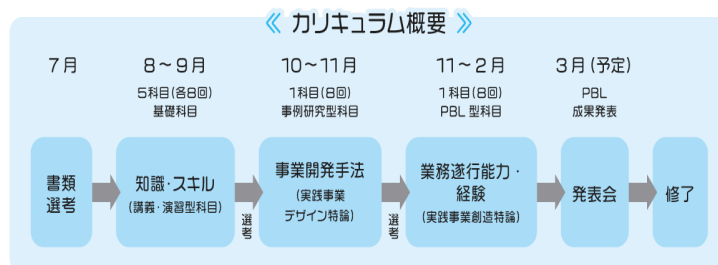 《 カリキュラム概要 》
7月
8～9月
10～11月
11～2月
3月(予定)
5科目(各8回)
基礎科目
1科目(8回)
事例研究型科目
1科目(8回)
PBL型科目
PBL
成果発表
書類
選考
知識・スキル
(講義・演習型科目)
選考
事業開発手法
(実践事業
デザイン特論)
選考
業務遂行能力・
経験
(実践事業創造特論)
発表会
修了